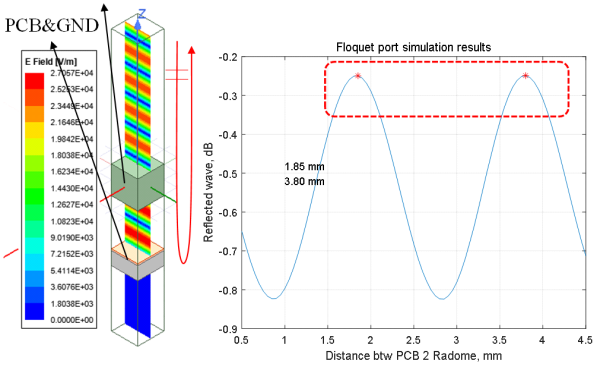 PCB&GND
Z
E Field [V/m]
2.7057E+04
2.5253E+04
2.3449E+04
2.1646E+04
1.9842E+04
1.8038E+04
1.6234E+04
1.4430E+04
1.2627E+04
1.0823E+04
9.0190E+03
7.2152E+03
5.4114E+03
3.6076E+03
1.8038E+03
0.0000E+00
Floquet port simulation results
Reflected wave, dB
-0.2
-0.3
-0.4
-0.5
-0.6
-0.7
-0.8
-0.9
1.85 mm
3.80 mm
0.5 1 1.5 2 2.5 3 3.5 4 4.5
Distance btw PCB 2 Radome, mm